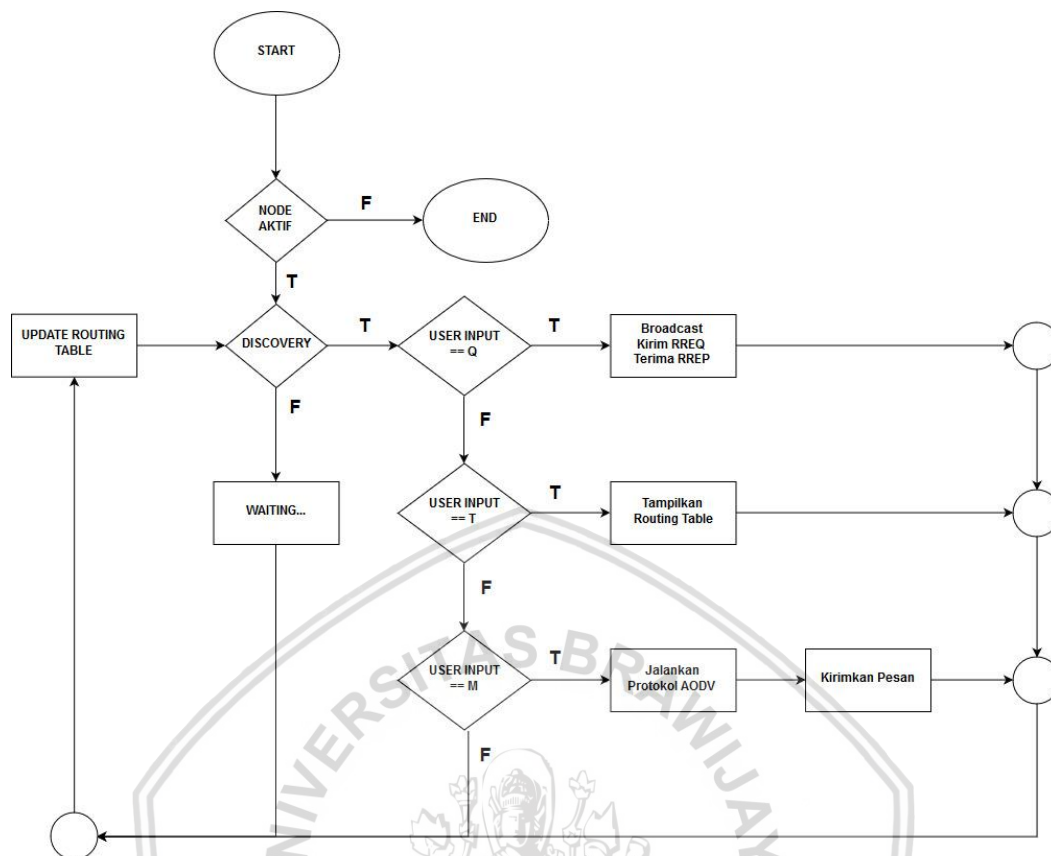 START
NODE
AKTIF
F
END
T
UPDATE ROUTING
TABLE
DISCOVERY
T
USER INPUT
== Q
T
Broadcast
Kirim RREQ
Terima RREP
F
F
WAITING...
USER INPUT
== T
T
Tampilkan
Routing Table
F
USER INPUT
== M
T
Jalankan
Protokol AODV
Kirimkan Pesan
F
UNIVERSITAS BRAWIJAY